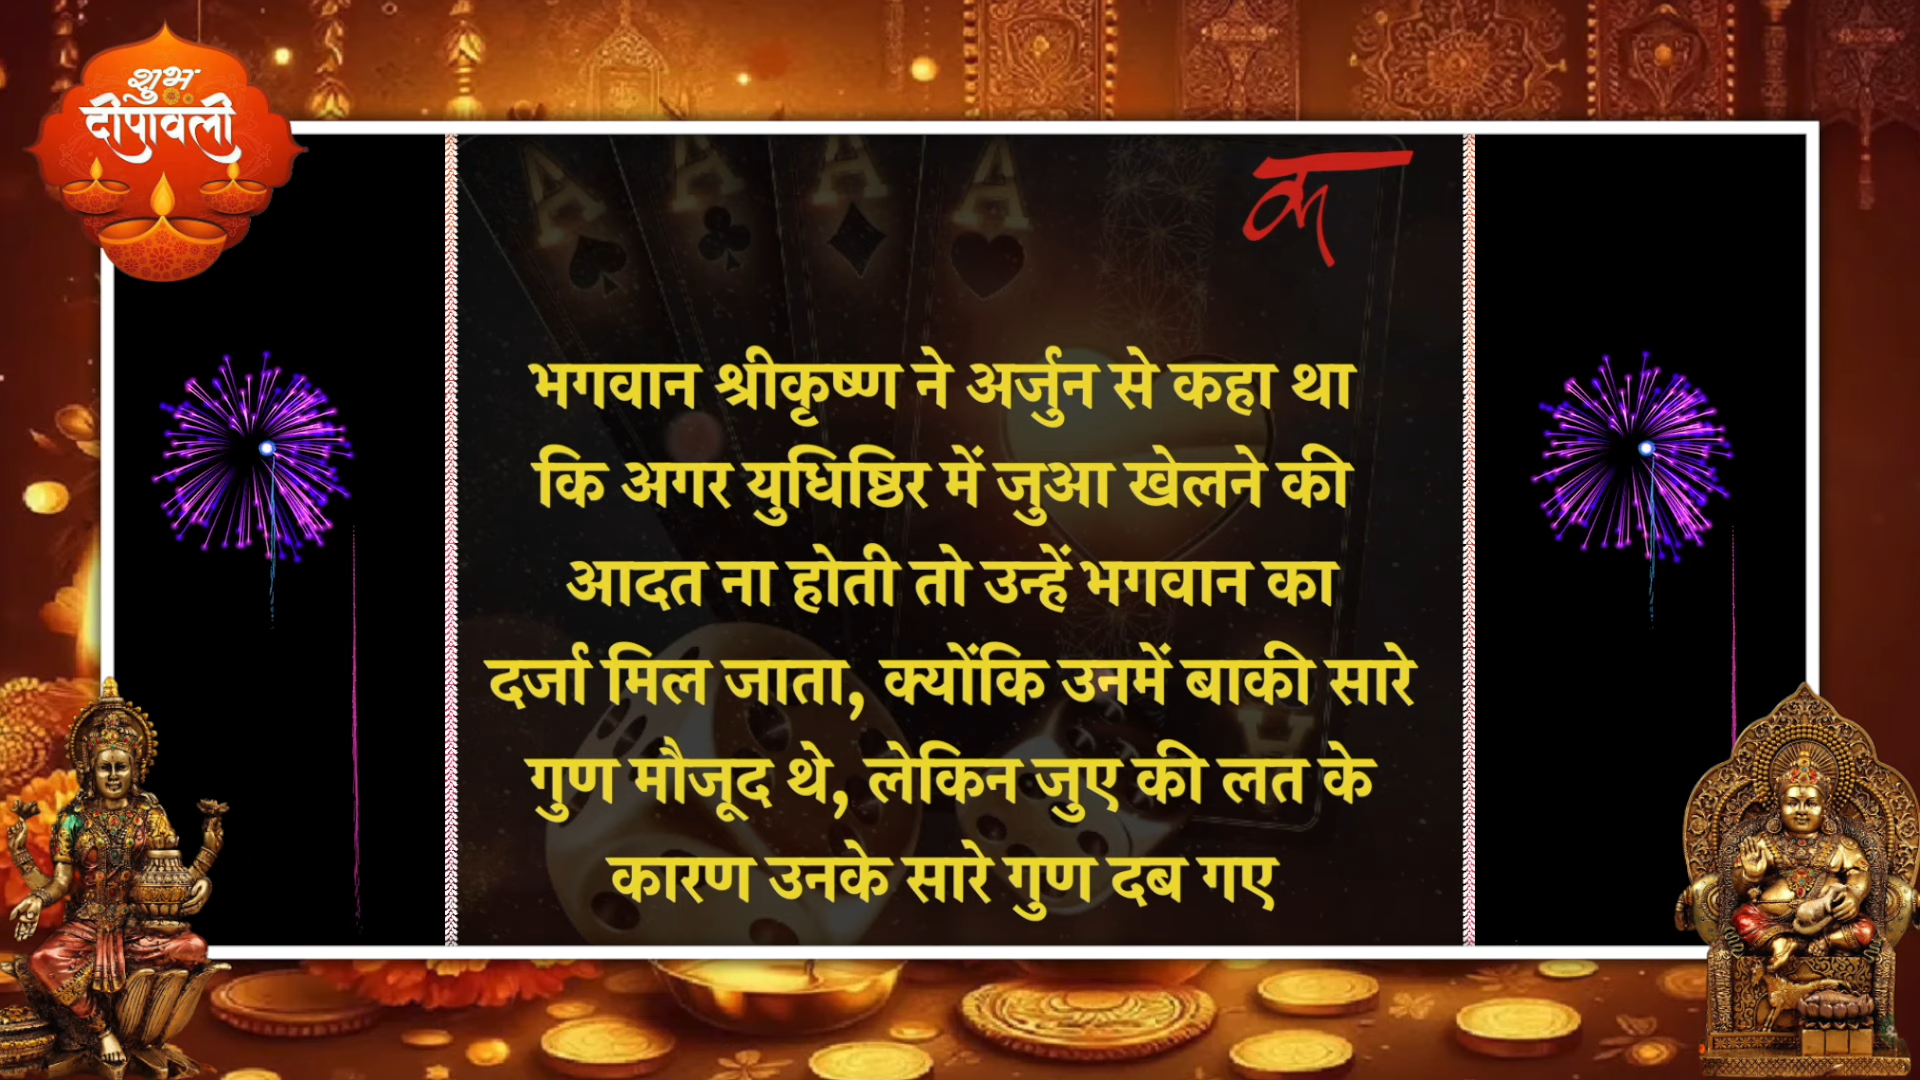 शुभ
दीपावली
क
भगवान श्रीकृष्ण ने अर्जुन से कहा था
कि अगर युधिष्ठिर में जुआ खेलने की
आदत ना होती तो उन्हें भगवान का
दर्जा मिल जाता, क्योंकि उनमें बाकी सारे
गुण मौजूद थे, लेकिन जुए की लत के
कारण उनके सारे गुण दब गए
A A A A